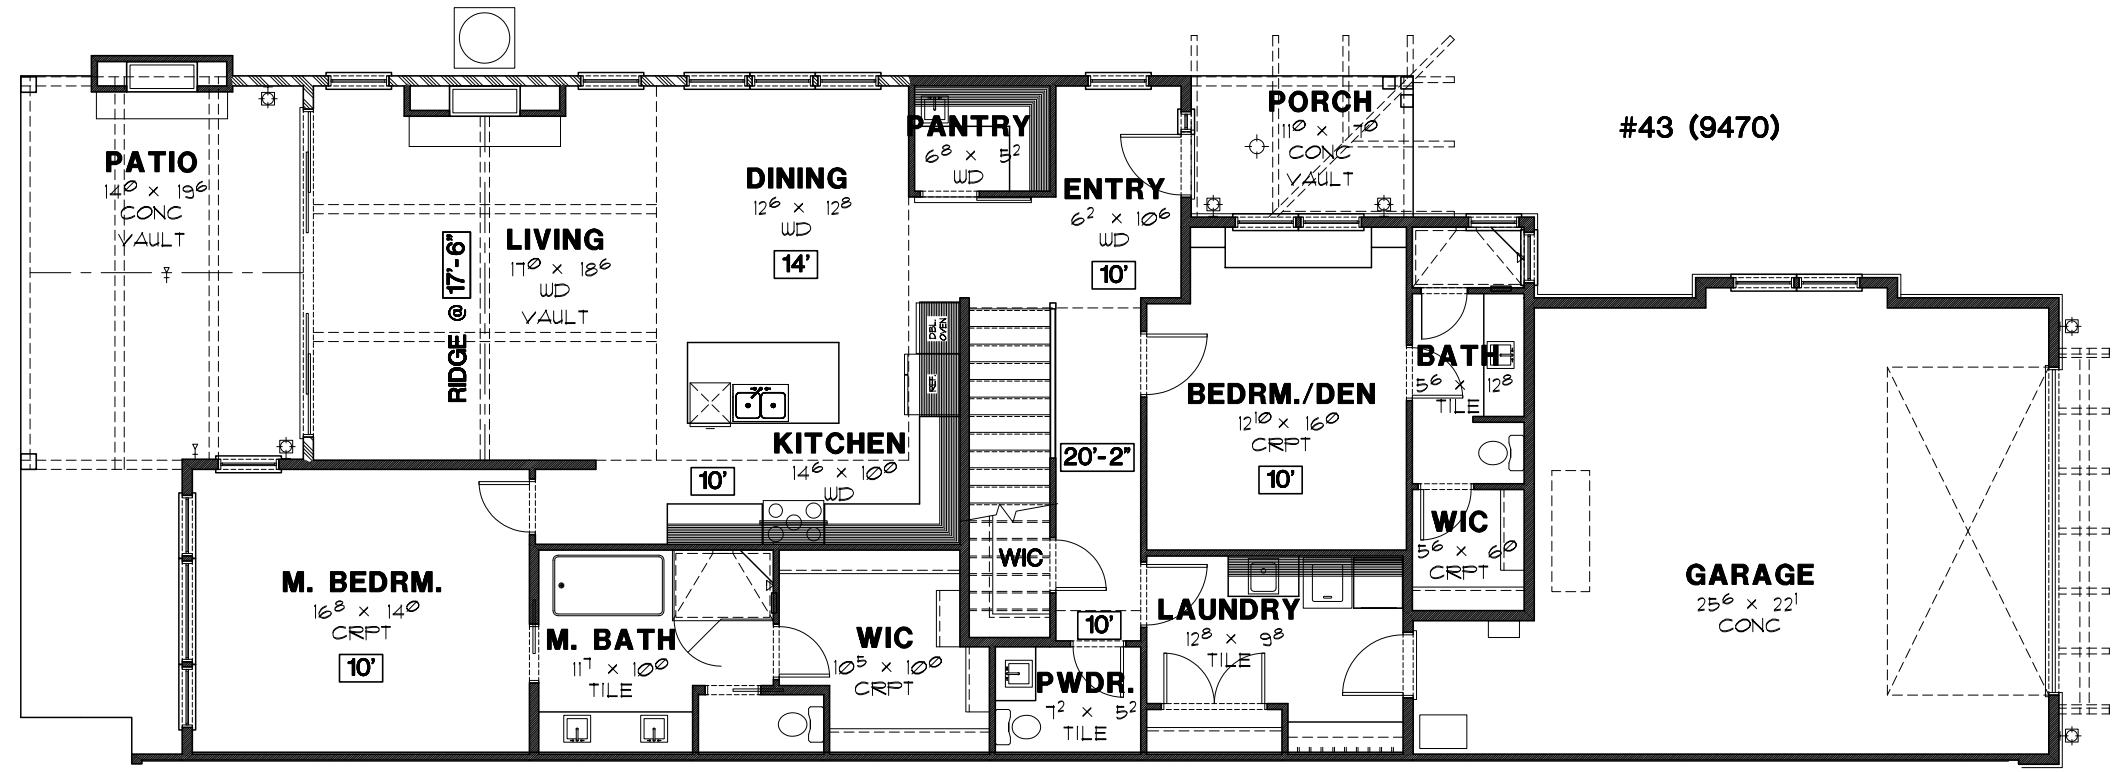 #43 (9470)
PATIO
14⁰ x 19⁶
CONC
VAULT
RIDGE @ 17'-6"
LIVING
17⁰ x 18⁶
WD
VAULT
DINING
12⁶ x 12⁸
WD
14'
PANTRY
6⁸ x 5²
WD
ENTRY
6² x 10⁶
WD
10'
PORCH
11⁰ x 7⁰
CONC
VAULT
DBL. OVEN
REF.
KITCHEN
14⁶ x 10⁰
WD
10'
20'-2"
BEDRM./DEN
12¹⁰ x 16⁰
CRPT
10'
BATH
5⁶ x 12⁸
TILE
WIC
5⁶ x 6⁰
CRPT
GARAGE
25⁶ x 22¹
CONC
M. BEDRM.
16⁸ x 14⁰
CRPT
10'
M. BATH
11⁷ x 10⁰
TILE
WIC
10⁵ x 10⁰
CRPT
WIC
10'
PWDR.
7² x 5²
TILE
LAUNDRY
12⁸ x 9⁸
TILE